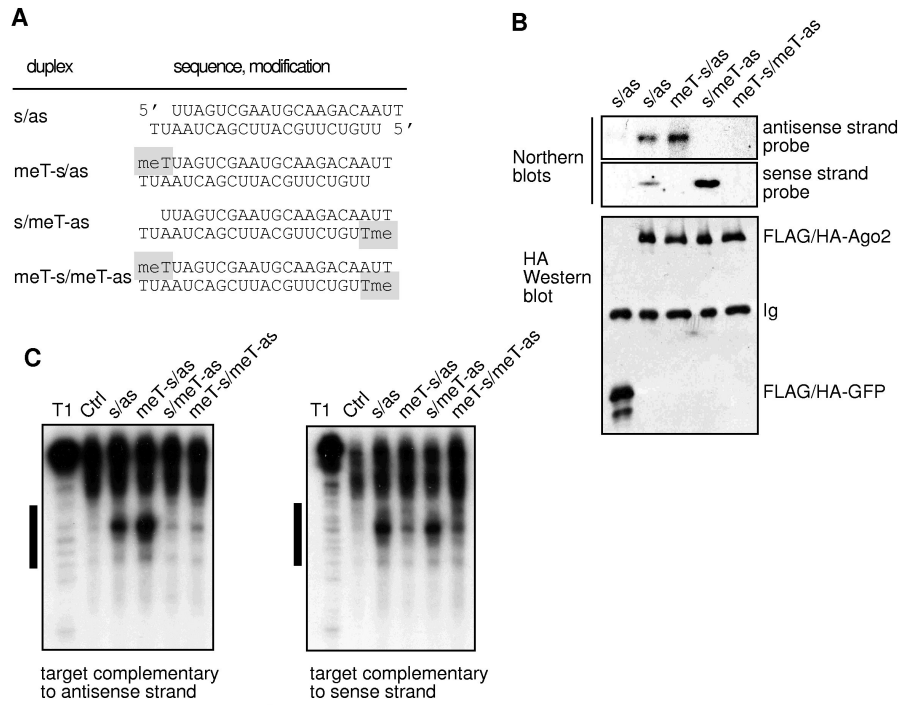 A
duplex sequence, modification
s/as
5′ UUAGUCGAAUGCAAGACAAUT
TUAAUCAGCUUACGUUCUGUU 5′
meT-s/as
meTUAGUCGAAUGCAAGACAAUT
TUAAUCAGCUUACGUUCUGUU
s/meT-as
UUAGUCGAAUGCAAGACAAUT
TUAAUCAGCUUACGUUCUGUTme
meT-s/meT-as
meTUAGUCGAAUGCAAGACAAUT
TUAAUCAGCUUACGUUCUGUTme
B
s/as s/as meT-s/as s/meT-as meT-s/meT-as
Northern
blots
antisense strand
probe
sense strand
probe
HA
Western
blot
FLAG/HA-Ago2
Ig
FLAG/HA-GFP
C
T1 Ctrl s/as meT-s/as s/meT-as meT-s/meT-as
target complementary
to antisense strand
T1 Ctrl s/as meT-s/as s/meT-as meT-s/meT-as
target complementary
to sense strand